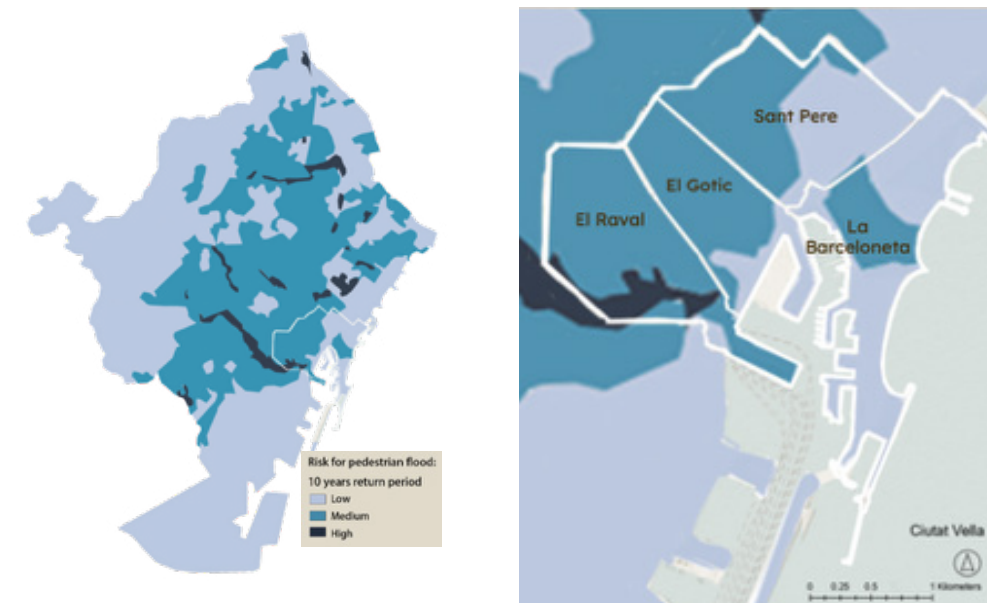 Risk for pedestrian flood:
10 years return period
Low
Medium
High
Sant Pere
El Gotic
El Raval
La
Barceloneta
Ciutat Vella
0 0.25 0.5 1 Kilometers